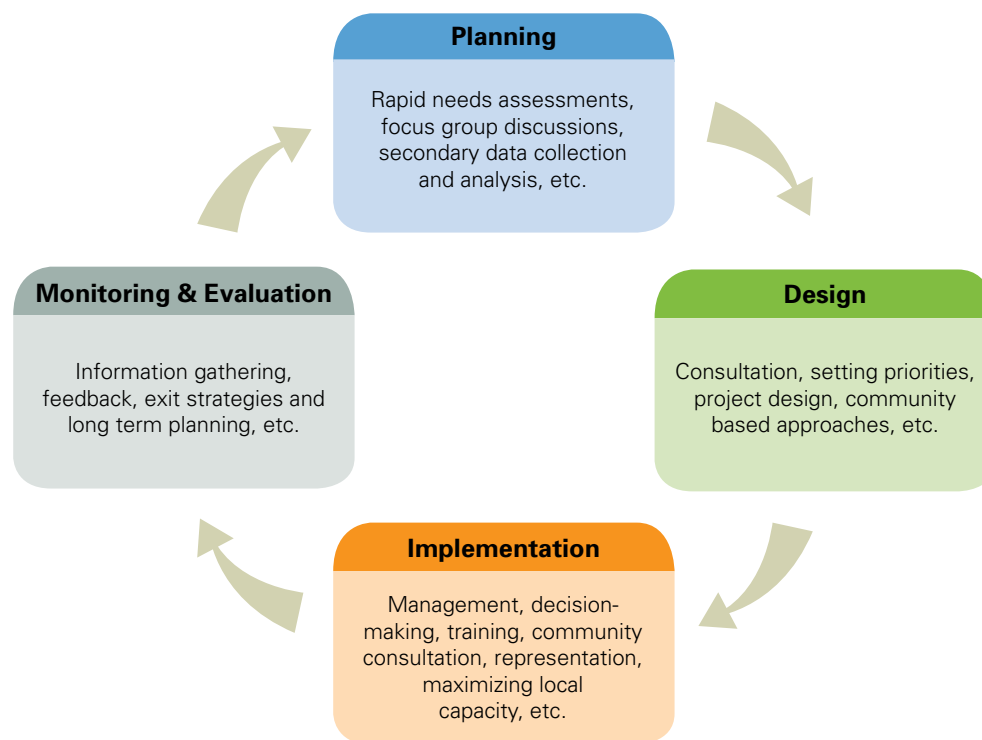 Planning
Rapid needs assessments,
focus group discussions,
secondary data collection
and analysis, etc.
Monitoring & Evaluation
Information gathering,
feedback, exit strategies and
long term planning, etc.
Design
Consultation, setting priorities,
project design, community
based approaches, etc.
Implementation
Management, decision-
making, training, community
consultation, representation,
maximizing local
capacity, etc.